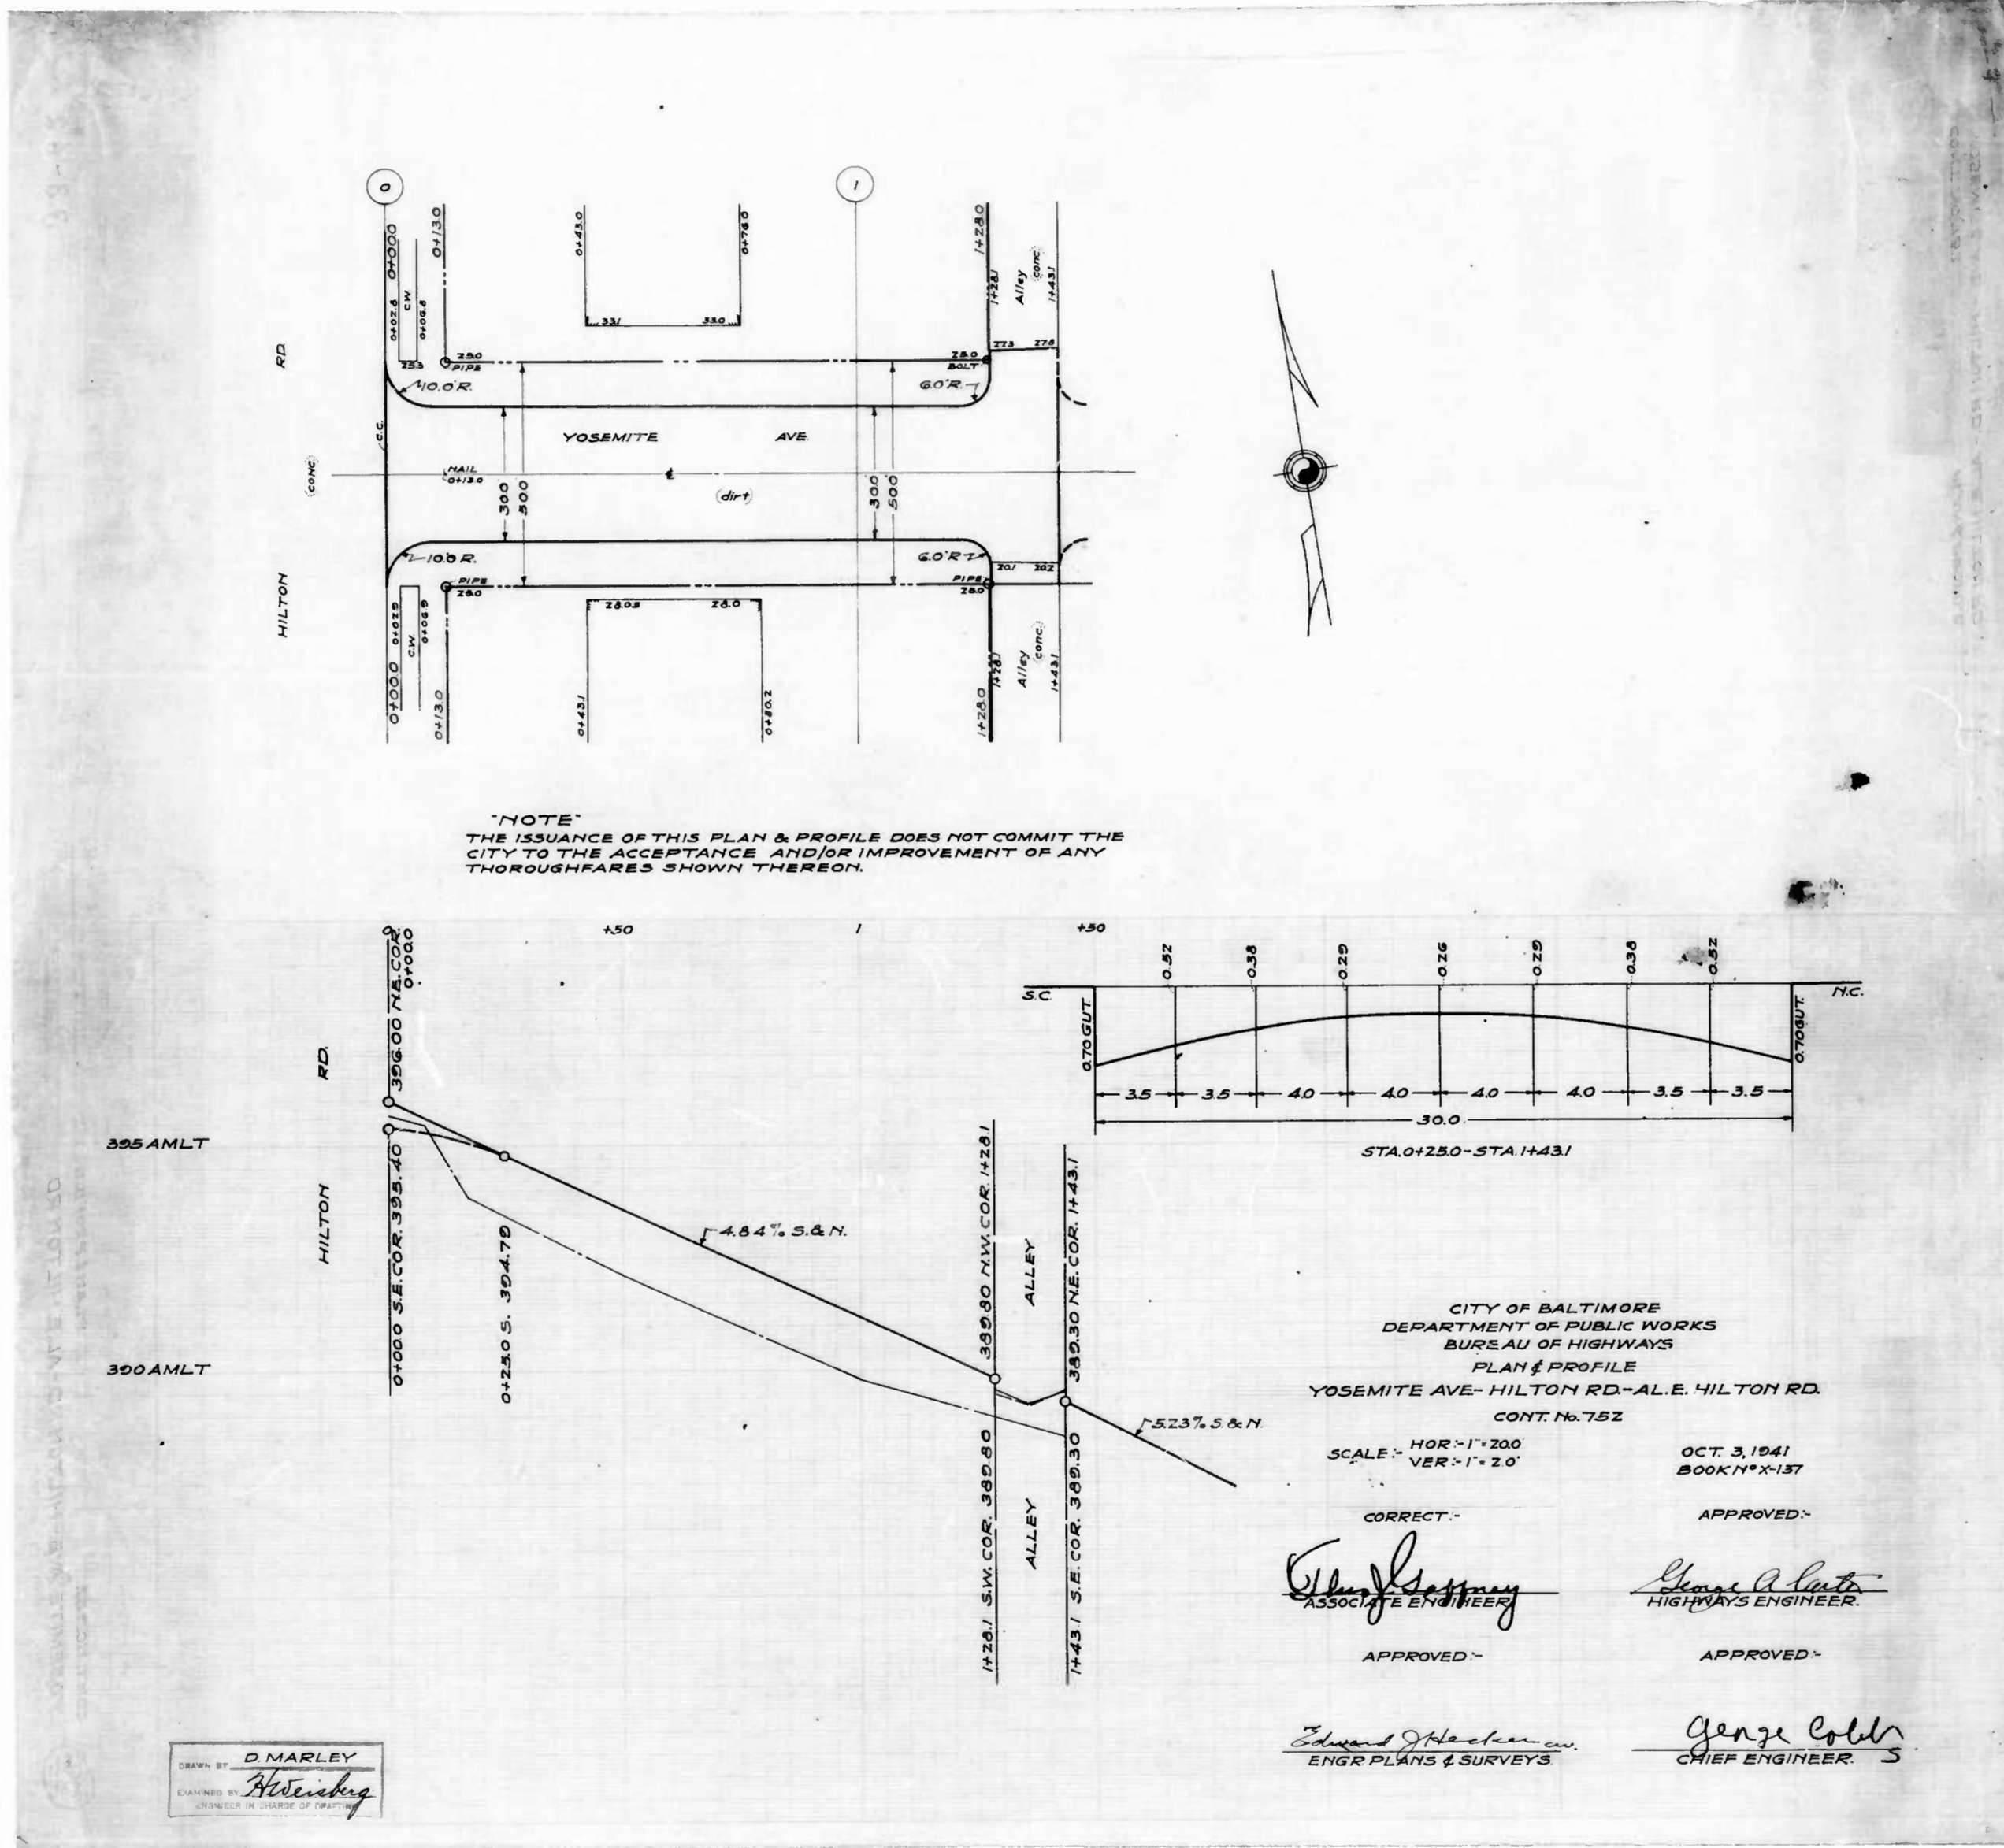 0
1
0+00.0
0+13.0
0+43.0
0+76.0
1+28.0
0+02.8
C.W.
0+06.8
1+28.1
Alley
(conc.)
1+43.1
33.1
33.0
RD.
25.3
25.0
PIPE
25.0
BOLT
27.3
27.8
10.0'R.
6.0'R.
C.C.
YOSEMITE AVE.
(conc)
NAIL
0+13.0
℄
(dirt)
30.0
50.0
30.0
50.0
10.0 R.
6.0'R
PIPE
25.0
PIPE
25.0
20.1
20.2
HILTON
28.05
28.0
0+02.9
C.W.
0+06.9
0+00.0
0+13.0
0+43.1
0+80.2
1+28.0
1+28.1
Alley
(conc.)
1+43.1
"NOTE"
THE ISSUANCE OF THIS PLAN & PROFILE DOES NOT COMMIT THE
CITY TO THE ACCEPTANCE AND/OR IMPROVEMENT OF ANY
THOROUGHFARES SHOWN THEREON.
0
+50
1
+50
396.00 N.E. COR.
0+00.0
RD.
HILTON
395 AMLT
390 AMLT
0+00.0 S.E. COR. 395.40
0+25.0 S. 394.79
4.84% S. & N.
389.80 N.W. COR. 1+28.1
ALLEY
389.30 N.E. COR. 1+43.1
5.23% S. & N.
1+28.1 S.W. COR. 389.80
ALLEY
1+43.1 S.E. COR. 389.30
0.52
0.38
0.29
0.26
0.29
0.38
0.52
S.C.
N.C.
0.70 GUT.
0.70 GUT.
3.5
3.5
4.0
4.0
4.0
4.0
3.5
3.5
30.0
STA. 0+25.0 - STA. 1+43.1
CITY OF BALTIMORE
DEPARTMENT OF PUBLIC WORKS
BUREAU OF HIGHWAYS
PLAN & PROFILE
YOSEMITE AVE - HILTON RD. - AL. E. HILTON RD.
CONT. No. 752
SCALE:- HOR:- 1" = 20.0'
VER:- 1" = 2.0'
OCT. 3, 1941
BOOK Nº X-137
CORRECT:-
APPROVED:-
George A. Carter
ASSOCIATE ENGINEER
HIGHWAYS ENGINEER.
APPROVED:-
APPROVED:-
George Cobb
ENGR PLANS & SURVEYS.
CHIEF ENGINEER.
DRAWN BY D. MARLEY
EXAMINED BY H Weisberg
ENGINEER IN CHARGE OF DRAFTING